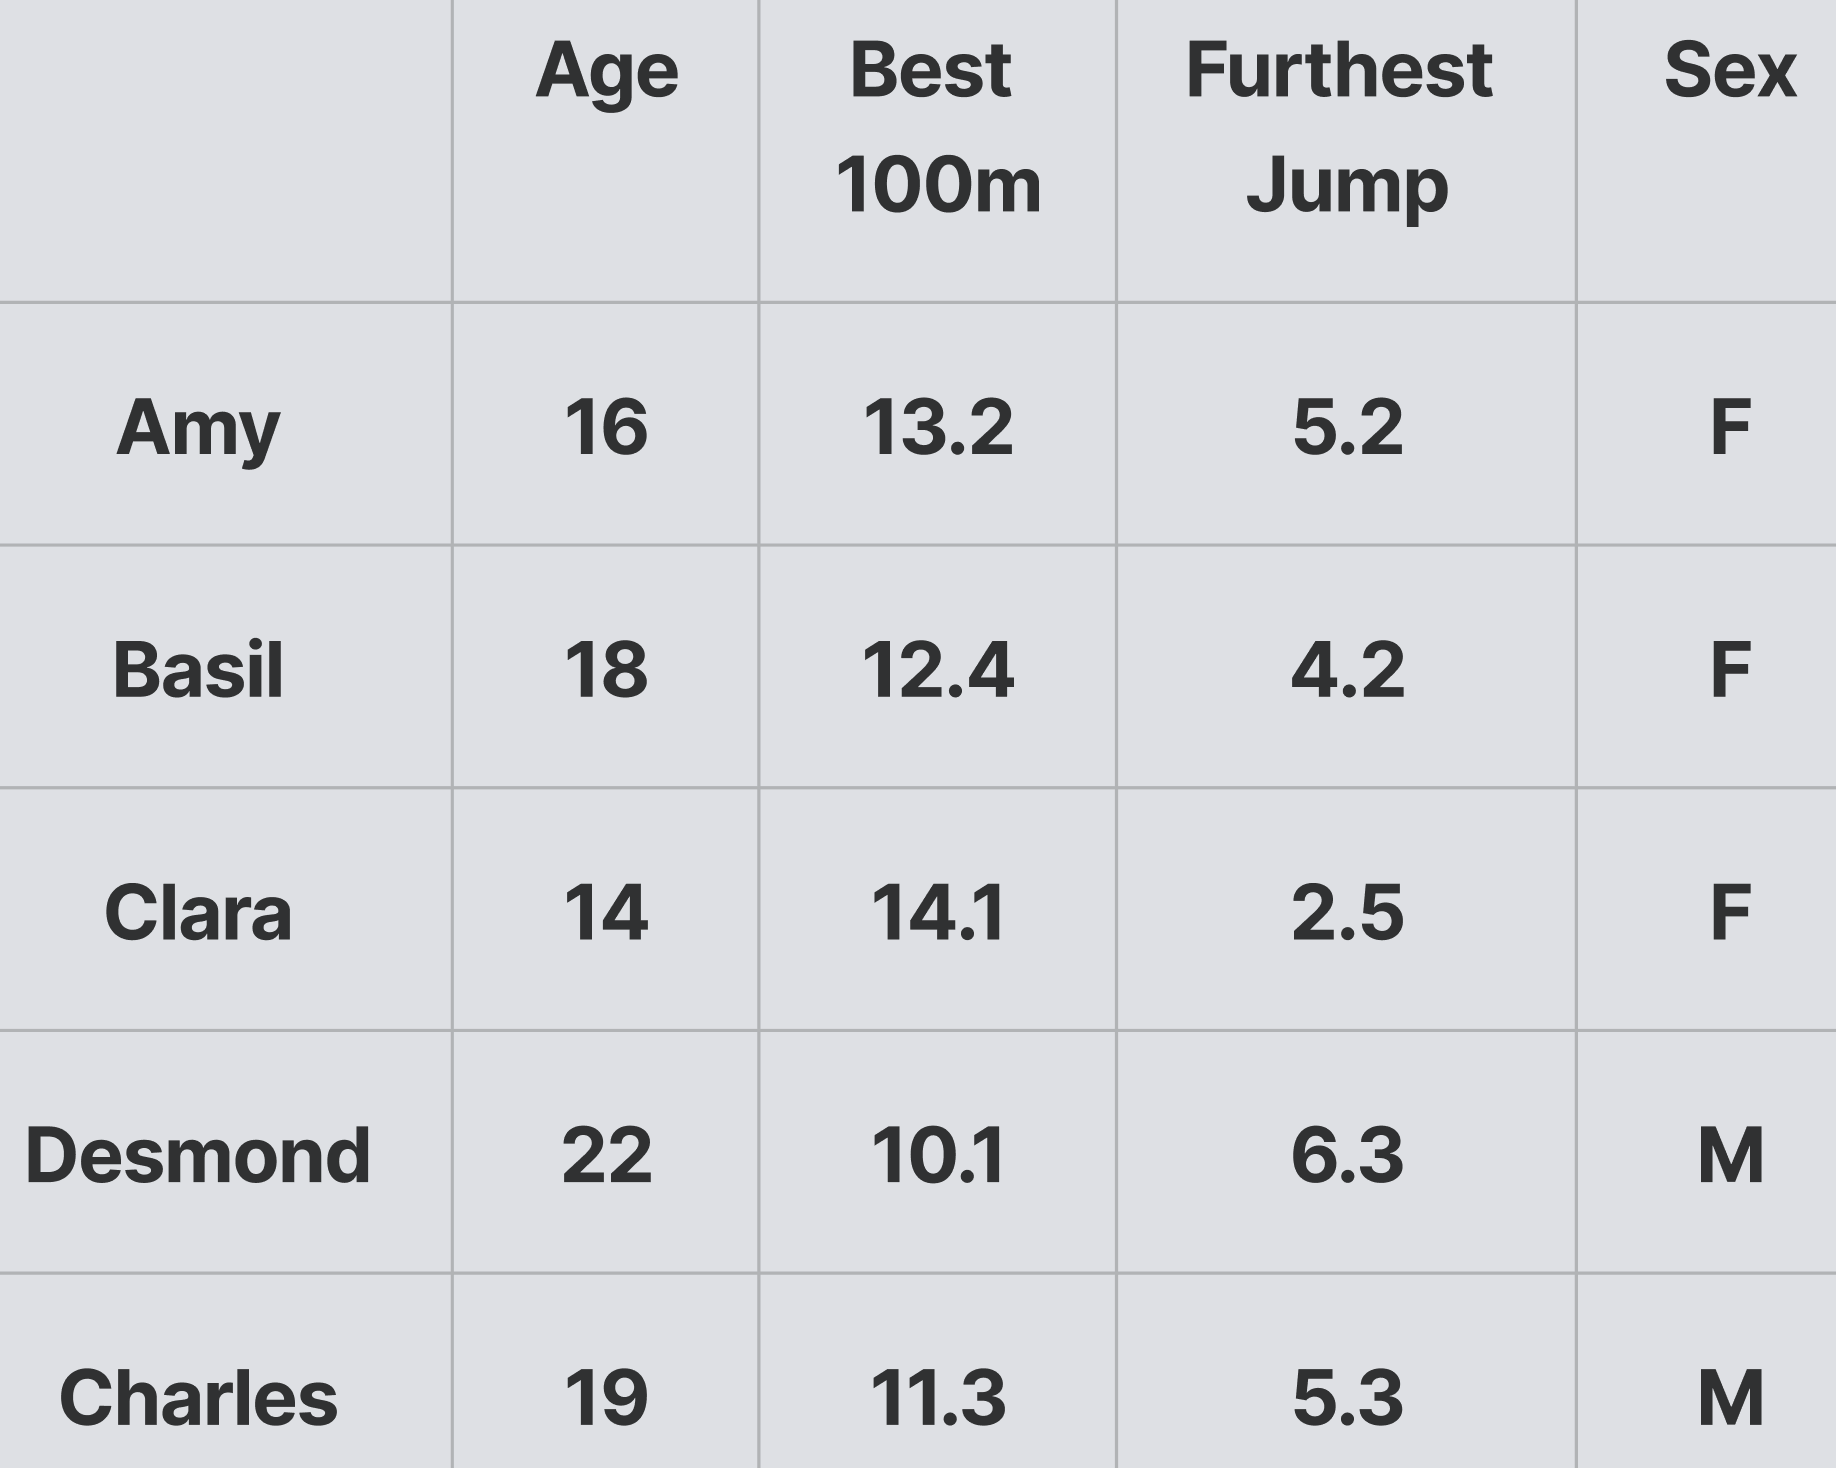 Age Best Furthest Sex
100m Jump
Amy 16 13.2 5.2 F
Basil 18 12.4 4.2 F
Clara 14 14.1 2.5 F
Desmond 22 10.1 6.3 M
Charles 19 11.3 5.3 M